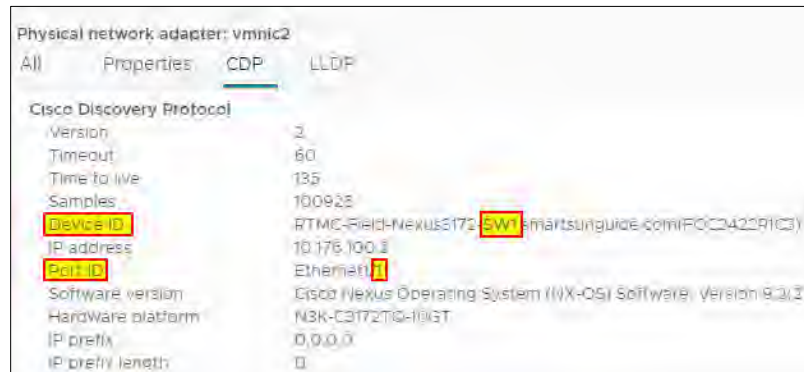 Physical network adapter: vmnic2
All Properties CDP LLDP
Cisco Discovery Protocol
Version 2
Timeout 60
Time to live 135
Samples 100923
Device ID RTMC-Field-Nexus3172-SW1.smartsunguide.com(FOC24221
IP address 10.176.100.2
Port ID Ethernet1/1
Software version Cisco Nexus Operating System (NX-OS) Software, Version 9.2(3
Hardware platform N3K-C3172TQ-10GT
IP prefix 0.0.0.0
IP prefix length 0